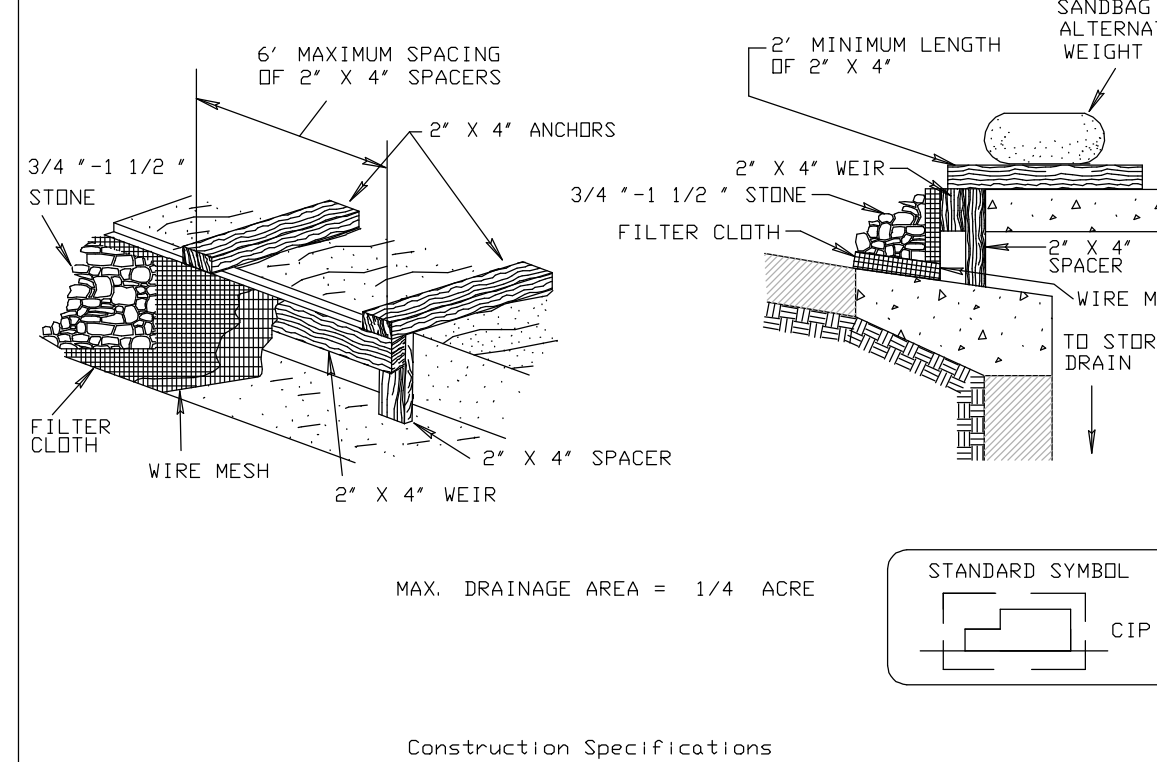 6' MAXIMUM SPACING
OF 2" X 4" SPACERS
2" X 4" ANCHORS
3/4 "-1 1/2 "
STONE
FILTER
CLOTH
WIRE MESH
2" X 4" SPACER
2" X 4" WEIR
SANDBAG
WEIGHT
2' MINIMUM LENGTH
OF 2" X 4"
2" X 4" WEIR
3/4 "-1 1/2 " STONE
FILTER CLOTH
2" X 4"
SPACER
WIRE
TO
DRAIN
MAX. DRAINAGE AREA = 1/4 ACRE
STANDARD SYMBOL
CIP
Construction Specifications